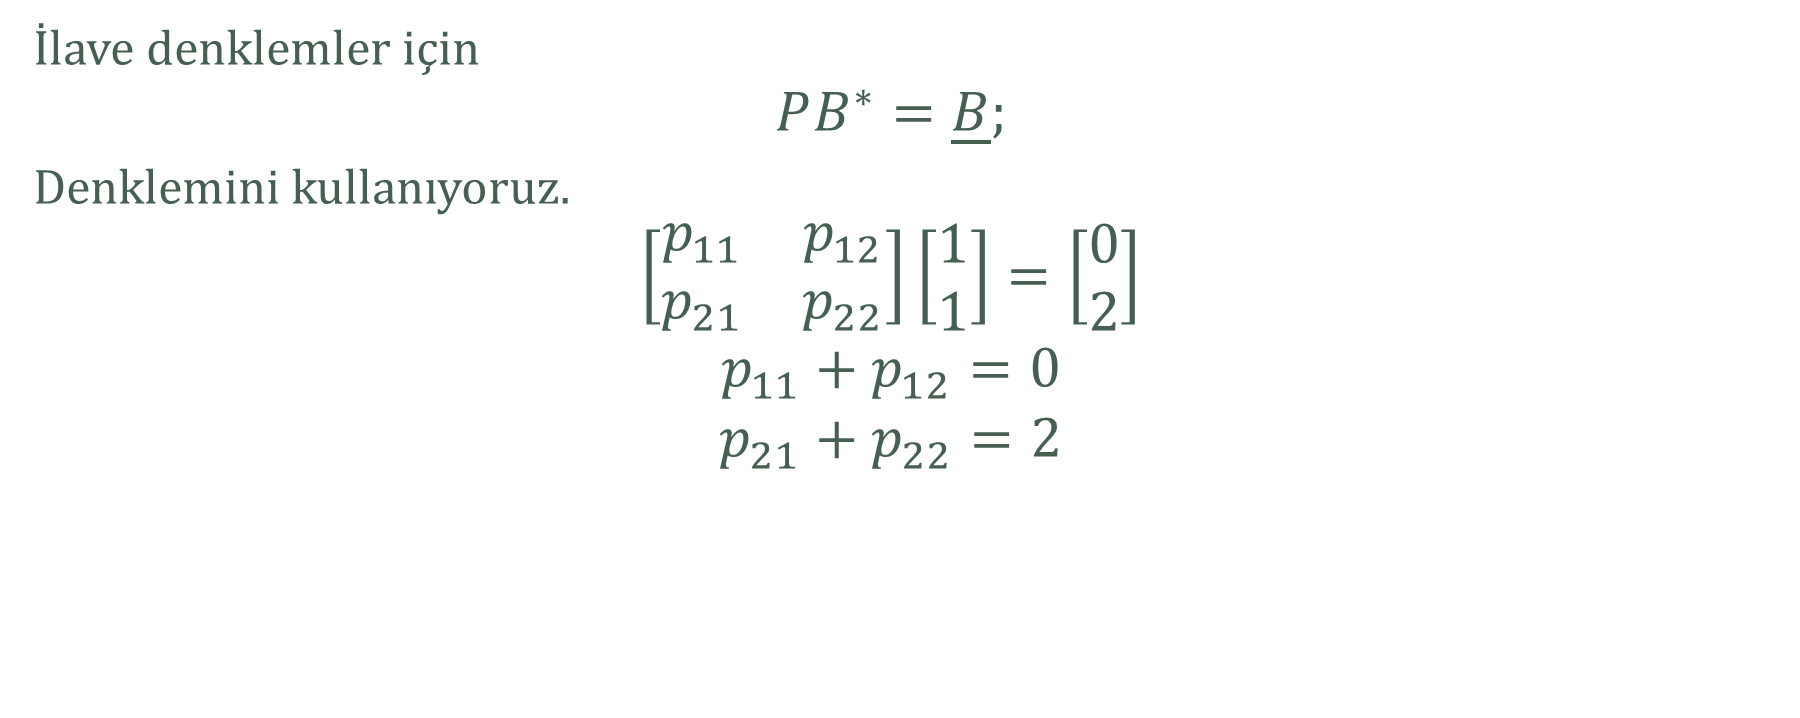 İlave denklemler için
PB* = B;
Denklemini kullanıyoruz.
[p₁₁ p₁₂; p₂₁ p₂₂] [1; 1] = [0; 2]
p₁₁ + p₁₂ = 0
p₂₁ + p₂₂ = 2